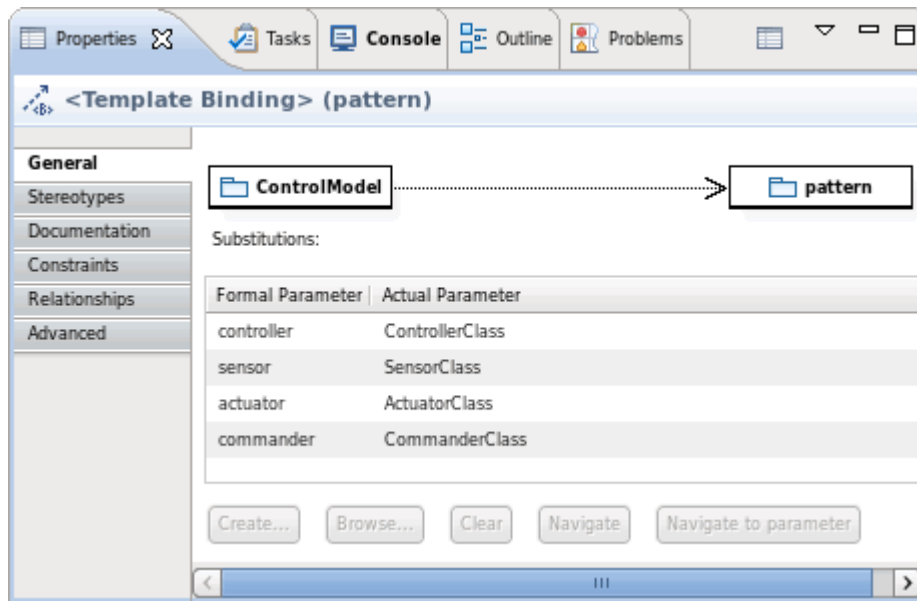 Properties Tasks Console Outline Problems
<B> <Template Binding> (pattern)
General
Stereotypes
Documentation
Constraints
Relationships
Advanced
ControlModel pattern
Substitutions:
Formal Parameter Actual Parameter
controller ControllerClass
sensor SensorClass
actuator ActuatorClass
commander CommanderClass
Create... Browse... Clear Navigate Navigate to parameter